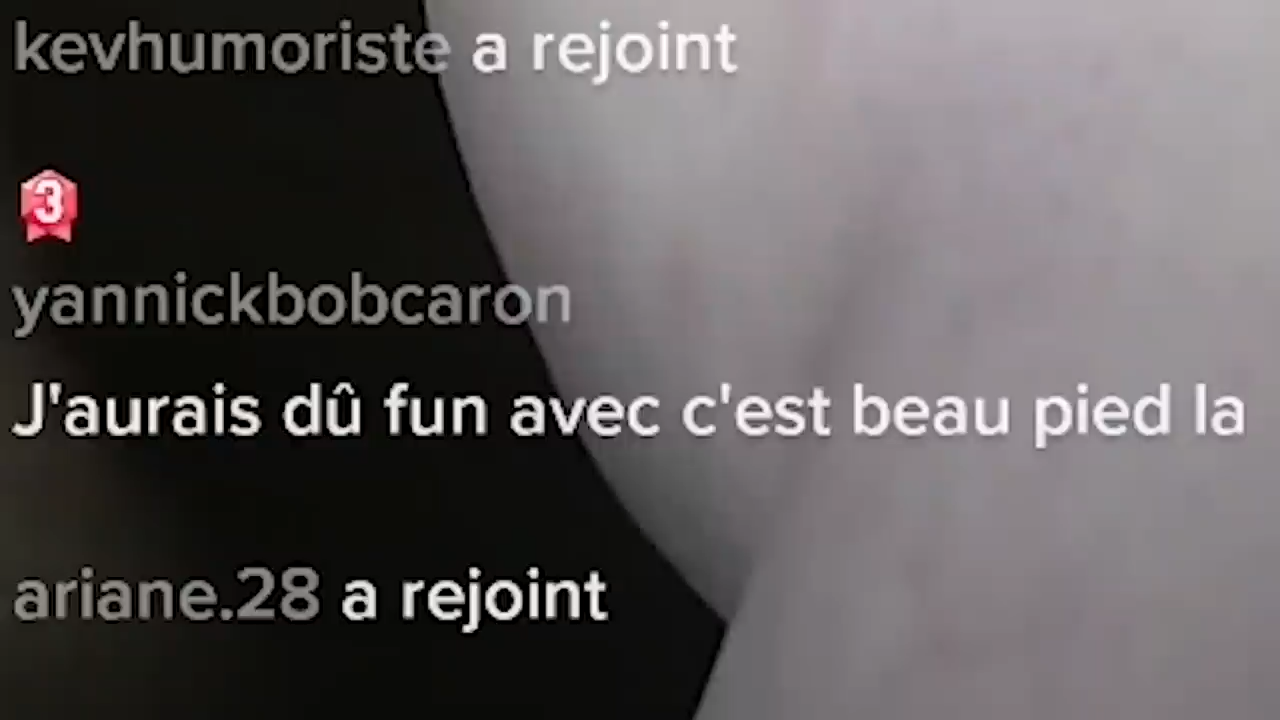 kevhumoriste a rejoint
3
yannickbobcaron
J'aurais dû fun avec c'est beau pied la
ariane.28 a rejoint